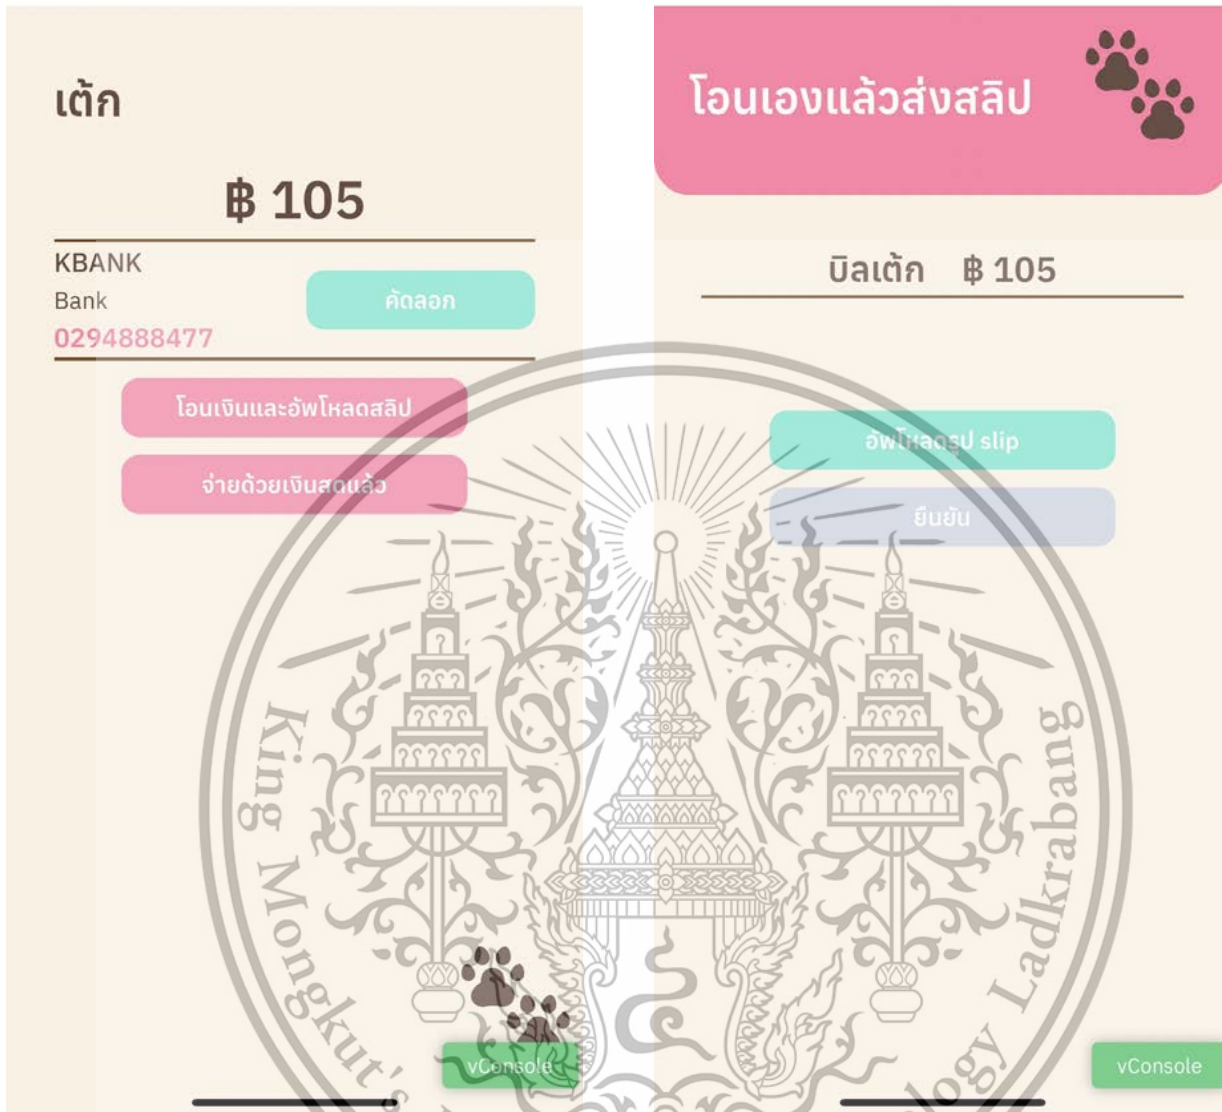 เต้ก
฿ 105
KBANK
Bank
คัดลอก
0294888477
โอนเงินและอัพโหลดสลิป
จ่ายด้วยเงินสดแล้ว
vConsole
โอนเองแล้วส่งสลิป
บิลเต้ก ฿ 105
อัพโหลดรูป slip
ยืนยัน
vConsole
King Mongkut's
logy Ladkrabang